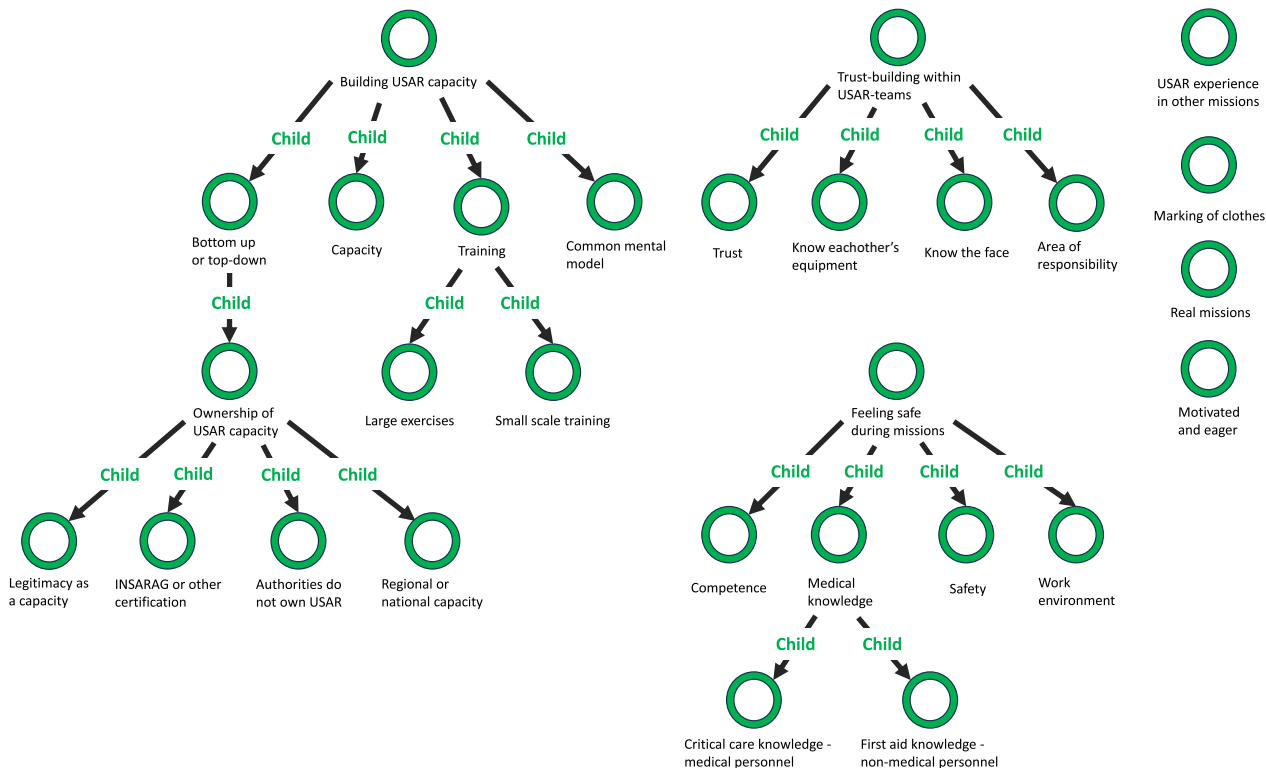 Building USAR capacity
Child
Child
Child
Child
Bottom up
or top-down
Capacity
Training
Common mental
model
Child
Child
Child
Ownership of
USAR capacity
Large exercises
Small scale training
Child
Child
Child
Child
Legitimacy as
a capacity
INSARAG or other
certification
Authorities do
not own USAR
Regional or
national capacity
Trust-building within
USAR-teams
Child
Child
Child
Child
Trust
Know eachother's
equipment
Know the face
Area of
responsibility
Feeling safe
during missions
Child
Child
Child
Child
Competence
Medical
knowledge
Safety
Work
environment
Child
Child
Critical care knowledge -
medical personnel
First aid knowledge -
non-medical personnel
USAR experience
in other missions
Marking of clothes
Real missions
Motivated
and eager